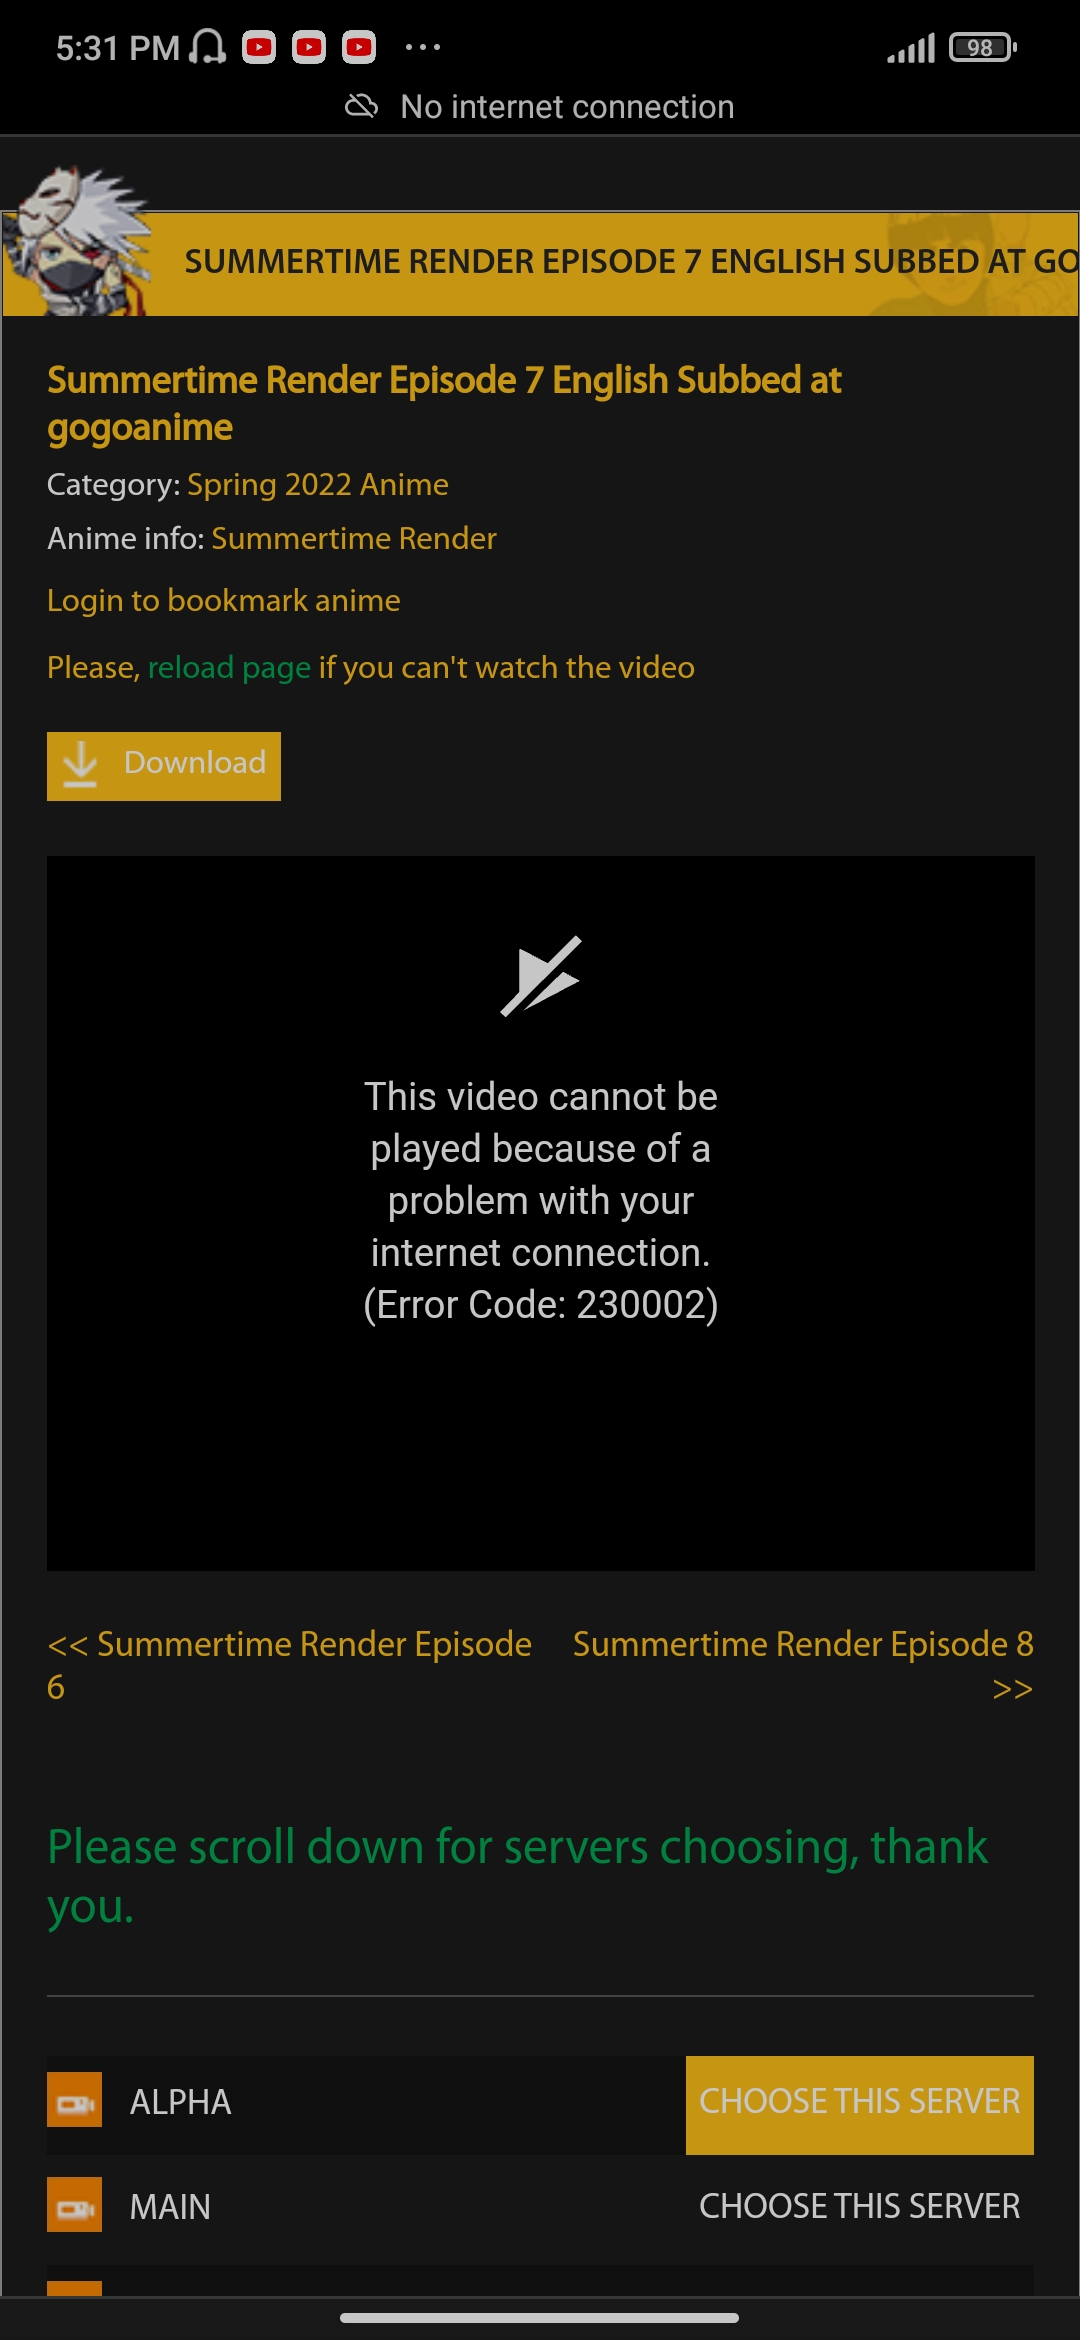 5:31 PM
98
No internet connection
SUMMERTIME RENDER EPISODE 7 ENGLISH SUBBED AT GO
Summertime Render Episode 7 English Subbed at
gogoanime
Category: Spring 2022 Anime
Anime info: Summertime Render
Login to bookmark anime
Please, reload page if you can't watch the video
Download
This video cannot be
played because of a
problem with your
internet connection.
(Error Code: 230002)
<< Summertime Render Episode
6
Summertime Render Episode 8
>>
Please scroll down for servers choosing, thank
you.
ALPHA
CHOOSE THIS SERVER
MAIN
CHOOSE THIS SERVER